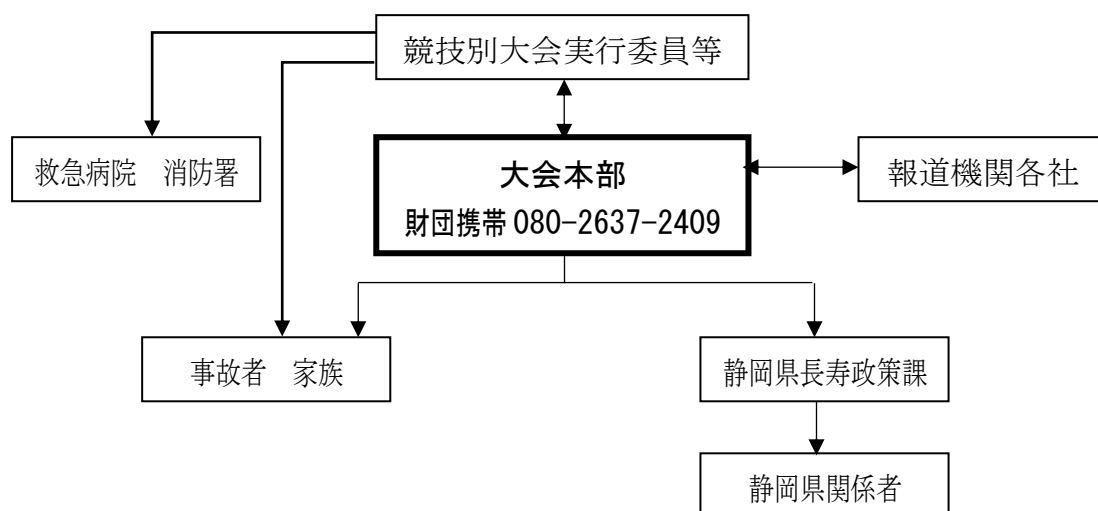 競技別大会実行委員等
救急病院　消防署
大会本部
財団携帯 080-2637-2409
報道機関各社
事故者　家族
静岡県長寿政策課
静岡県関係者